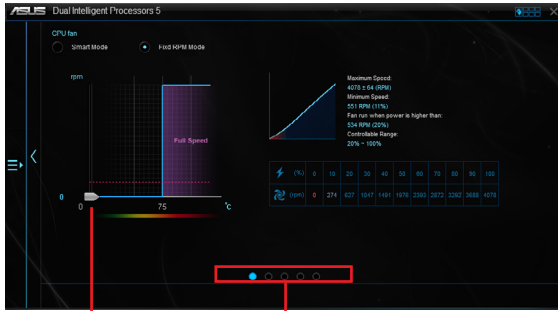 ASUS Dual Intelligent Processors 5
CPU fan
Smart Mode
Fixd RPM Mode
rpm
Full Speed
0
0
75
°c
Maximum Speed:
4078 ± 64 (RPM)
Minimum Speed:
551 RPM (11%)
Fan run when power is higher than:
534 RPM (20%)
Controllable Range:
20% ~ 100%
(%) 0 10 20 30 40 50 60 70 80 90 100
(rpm) 0 274 627 1047 1491 1976 2393 2872 3292 3688 4078